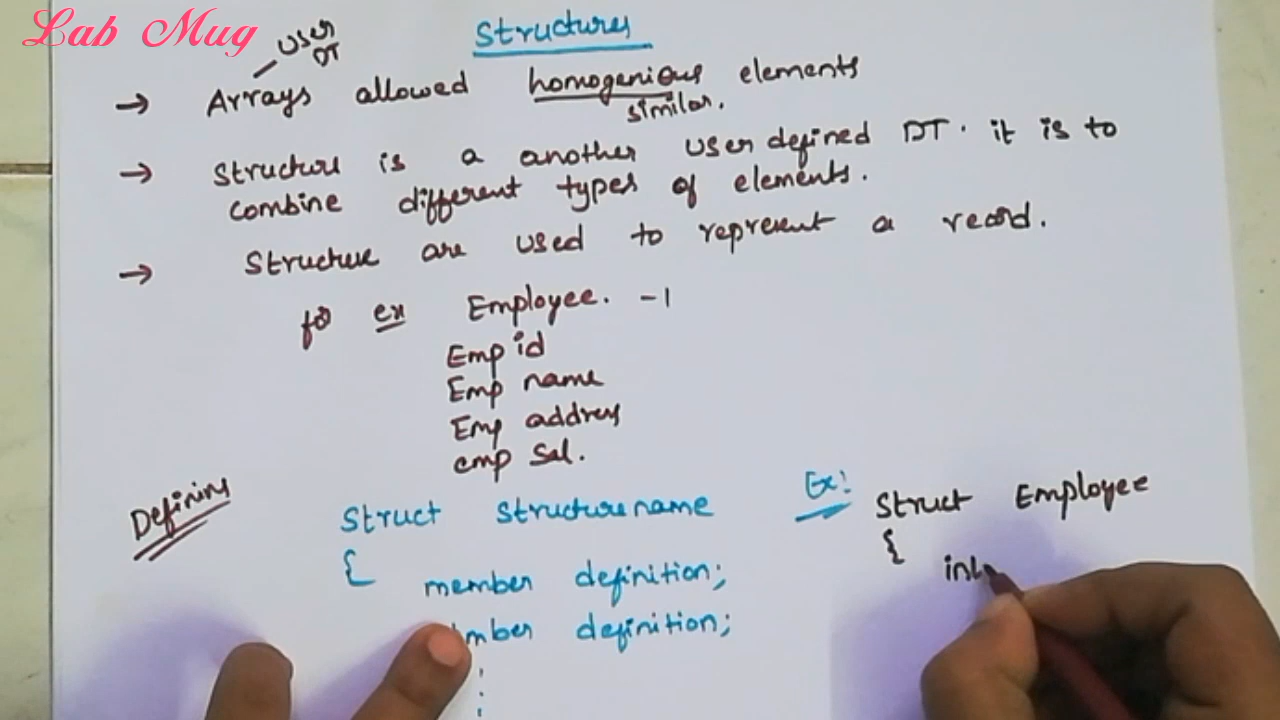 Lab Mug
Structures
User
DT
→ Arrays allowed homogenious elements
similar.
→ Structure is a another user defined DT. it is to
combine different types of elements.
→ Structure are used to represent a record.
for ex Employee. -1
Emp id
Emp name
Emp address
emp Sal.
Defining
Struct Structurename
{
member definition;
mber definition;
Ex:
Struct Employee
{
int